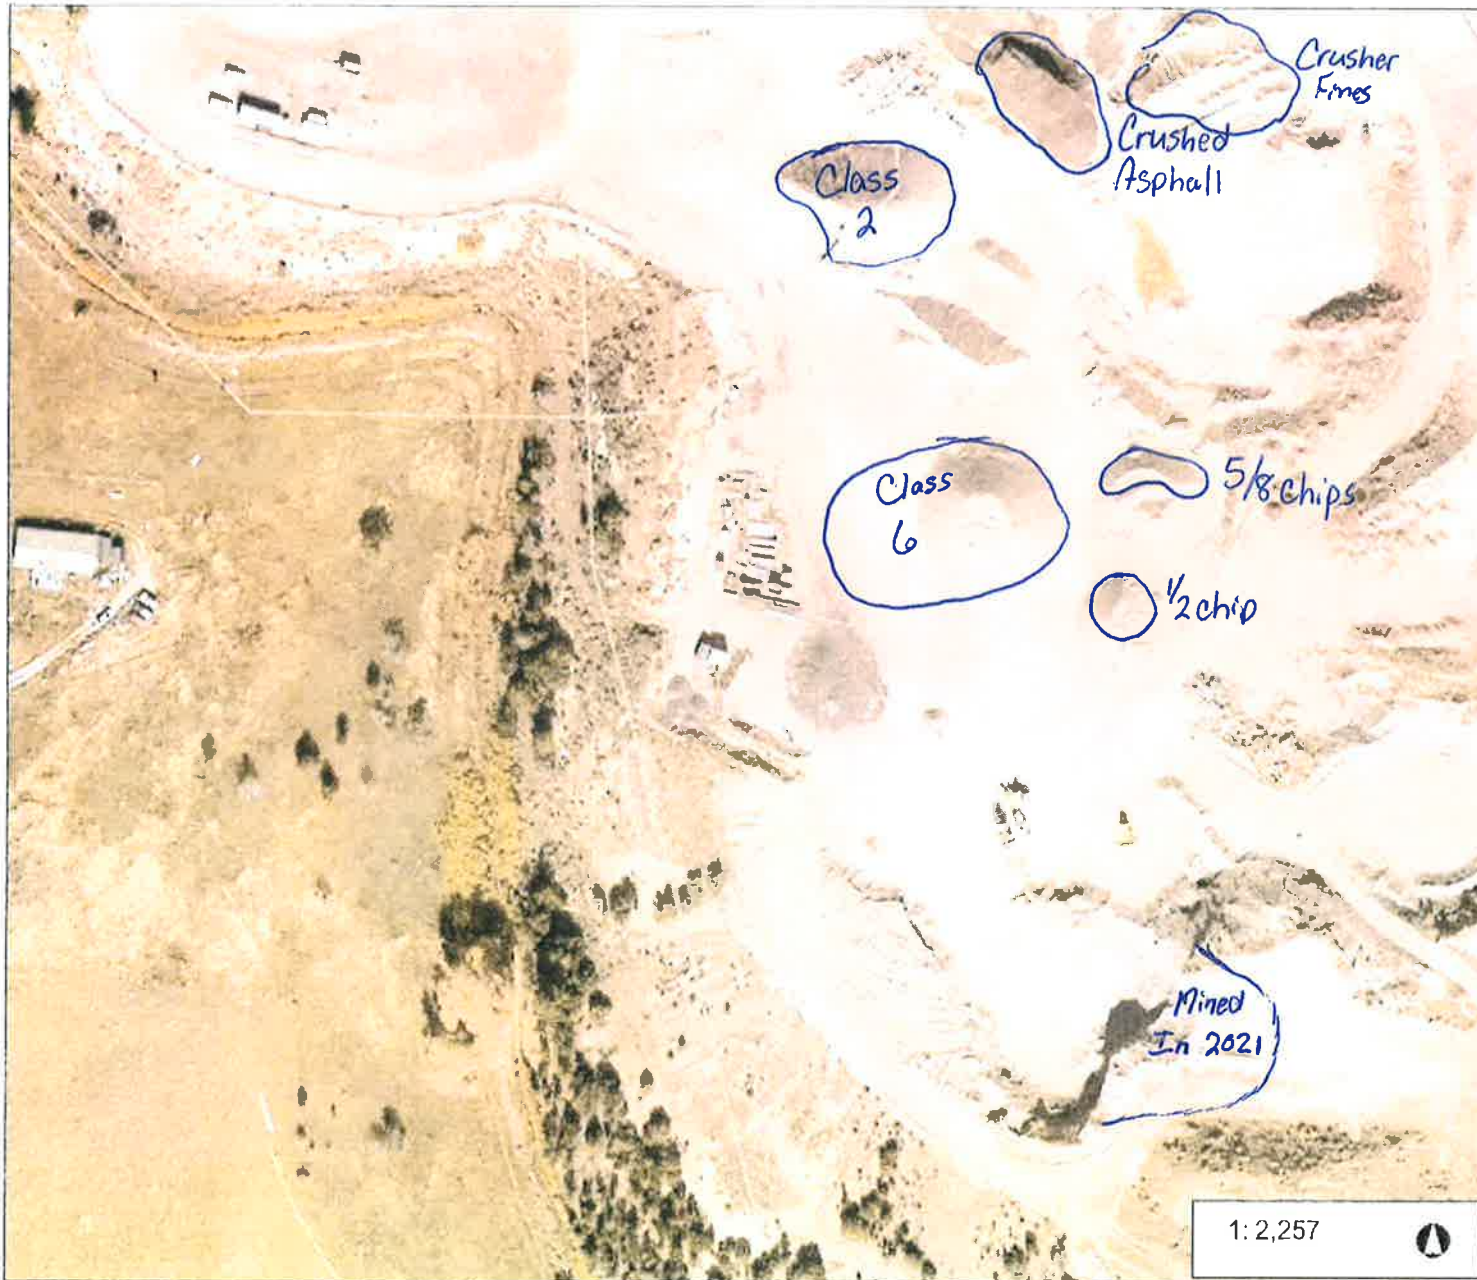 Crusher
Fines
Crushed
Asphalt
Class
2
Class
6
5/8 chips
1/2 chip
Mined
In 2021
1: 2,257